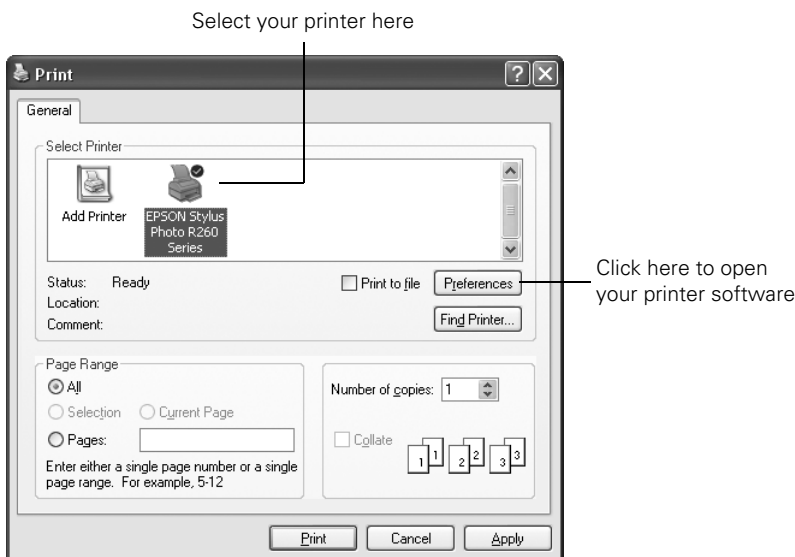 Select your printer here
Print
General
Select Printer
Add Printer
EPSON Stylus
Photo R260
Series
Status: Ready
Location:
Comment:
Print to file
Preferences
Find Printer...
Click here to open
your printer software
Page Range
All
Selection
Current Page
Pages:
Enter either a single page number or a single
page range. For example, 5-12
Number of copies: 1
Collate
1 1 2 2 3 3
Print
Cancel
Apply